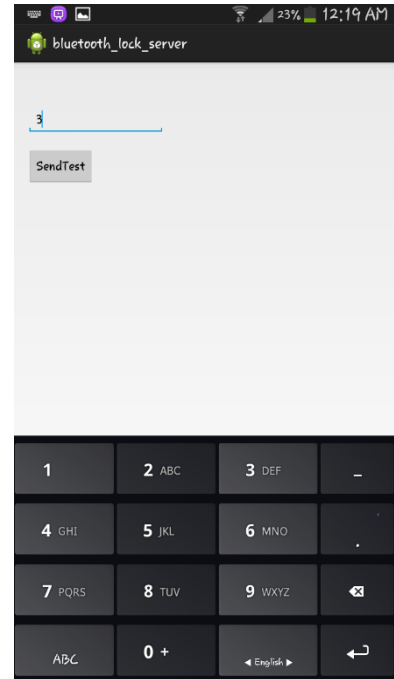 23% 12:19 AM
bluetooth_lock_server
3
SendTest
1 2 ABC 3 DEF _
4 GHI 5 JKL 6 MNO .
7 PQRS 8 TUV 9 WXYZ
ABC 0 + ◀ English ▶